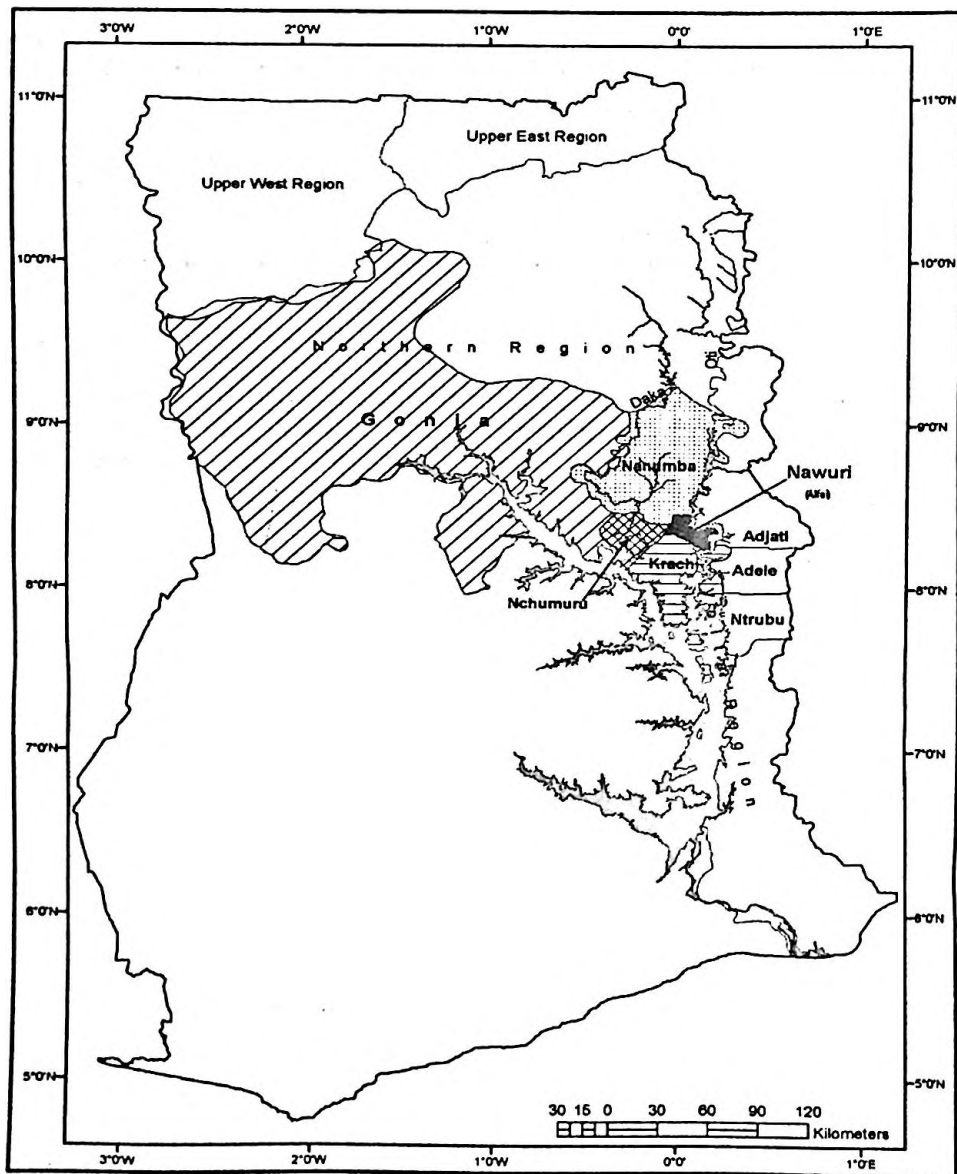 3°0'W 2°0'W 1°0'W 0°0' 1°0'E
11°0'N 11°0'N
Upper East Region
Upper West Region
10°0'N 10°0'N
Northern Region
Daka
9°0'N 9°0'N
Gonja
Nanumba
Nawuri
(Alfai)
Adjati
Krachi
Adele
8°0'N 8°0'N
Nchumuru
Ntrubu
Region
7°0'N 7°0'N
6°0'N 6°0'N
5°0'N 5°0'N
30 15 0 30 60 90 120
Kilometers
3°0'W 2°0'W 1°0'W 0°0' 1°0'E